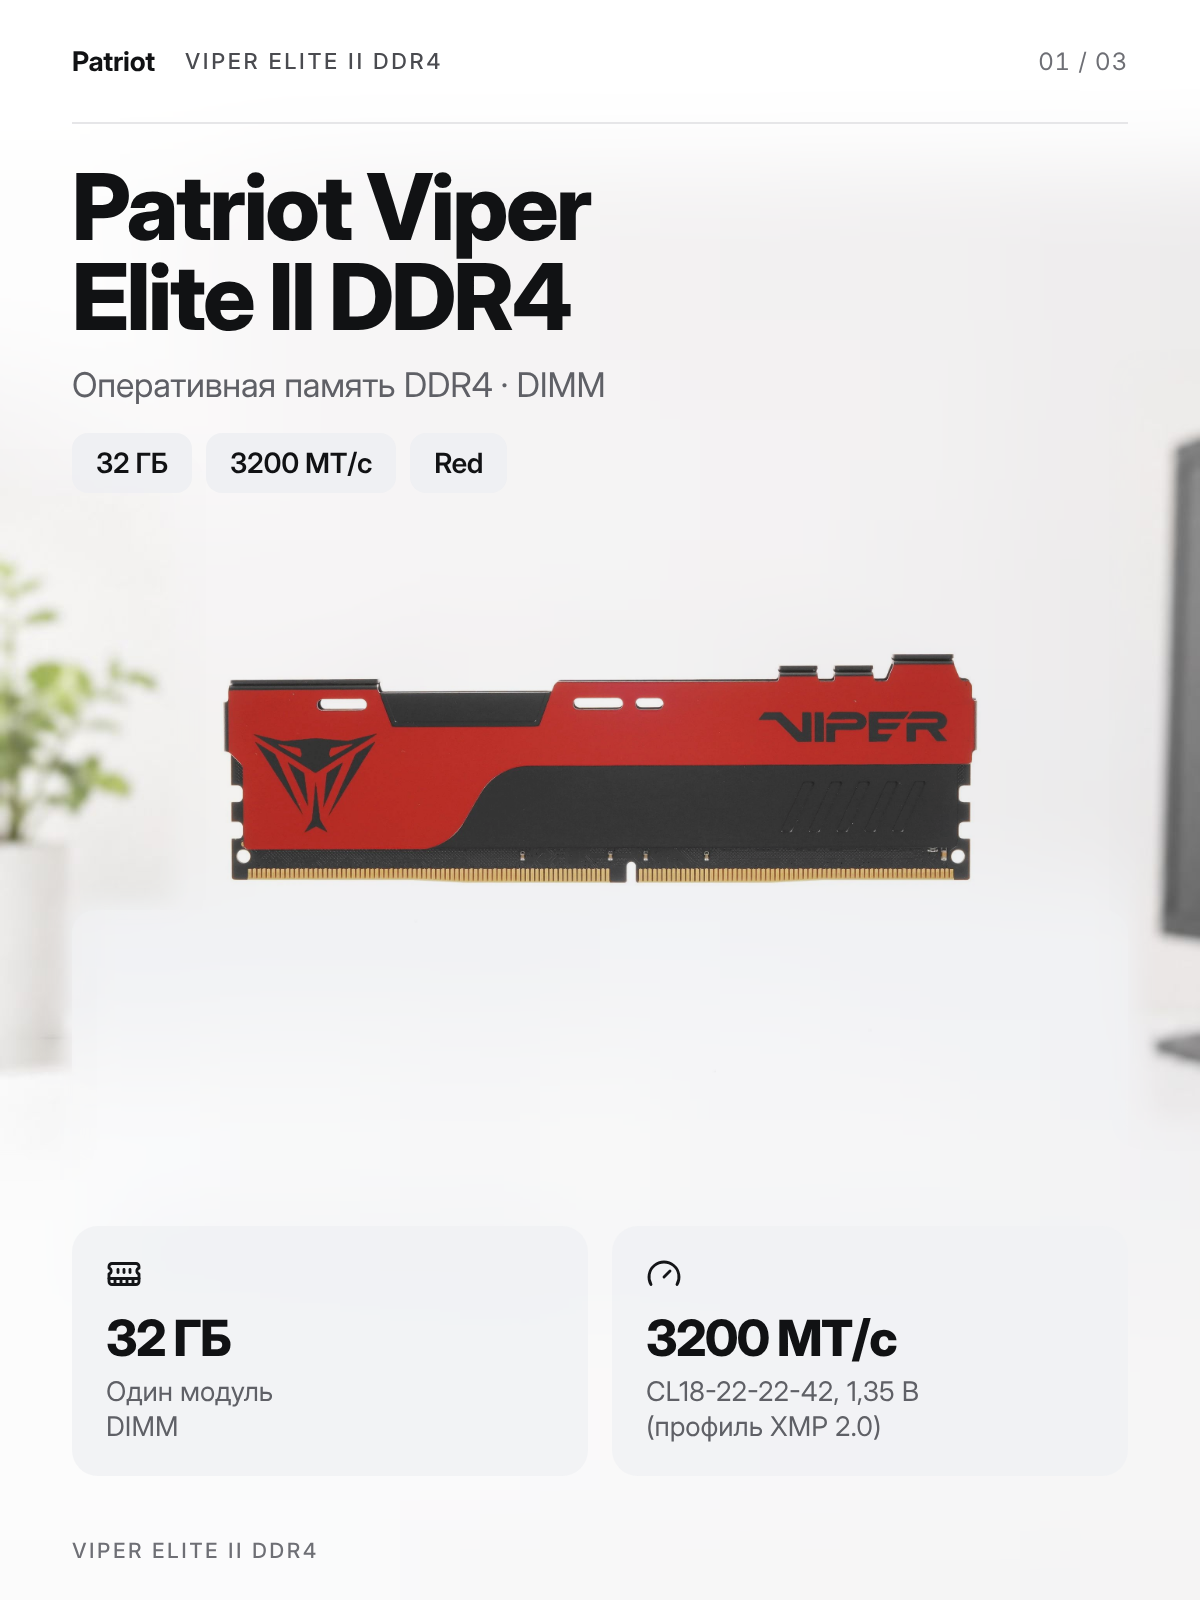 Patriot VIPER ELITE II DDR4 01 / 03
Patriot Viper
Elite II DDR4
Оперативная память DDR4 · DIMM
32 ГБ 3200 МТ/с Red
VIPER
32 ГБ
Один модуль
DIMM
3200 МТ/с
CL18-22-22-42, 1,35 В
(профиль XMP 2.0)
VIPER ELITE II DDR4